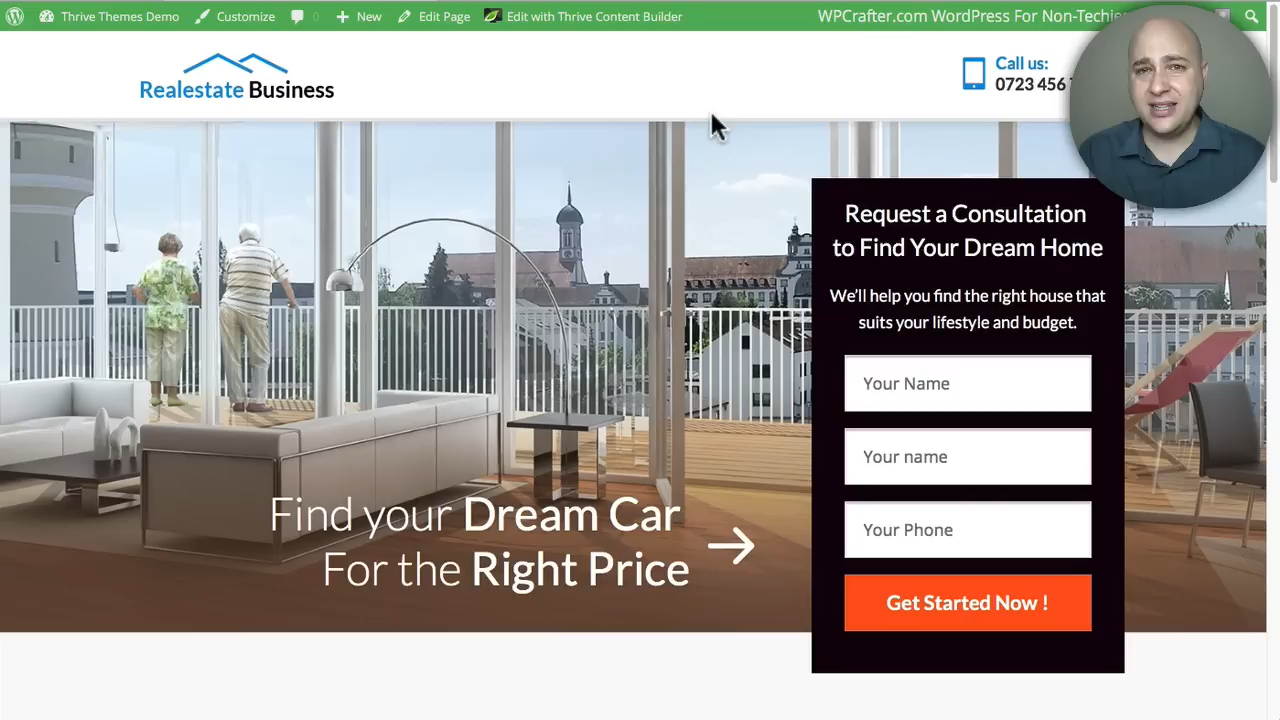 Thrive Themes Demo
Customize
0
New
Edit Page
Edit with Thrive Content Builder
WPCrafter.com WordPress For Non-Techies
Realestate Business
Call us:
0723 456
Request a Consultation
to Find Your Dream Home
We'll help you find the right house that
suits your lifestyle and budget.
Your Name
Your name
Your Phone
Get Started Now !
Find your Dream Car
For the Right Price